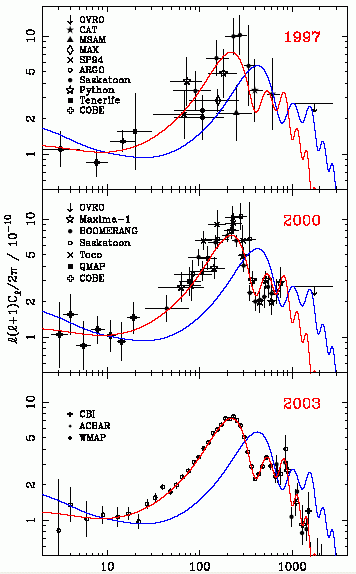 1997
OVRO
CAT
MSAM
MAX
SP94
ARGO
Saskatoon
Python
Tenerife
COBE
10
5
2
1
2000
OVRO
Maxima-1
BOOMERANG
Saskatoon
Toco
QMAP
COBE
10
5
2
1
ℓ(ℓ+1)Cℓ/2π / 10⁻¹⁰
2003
CBI
ACBAR
WMAP
10
5
2
1
10 100 1000